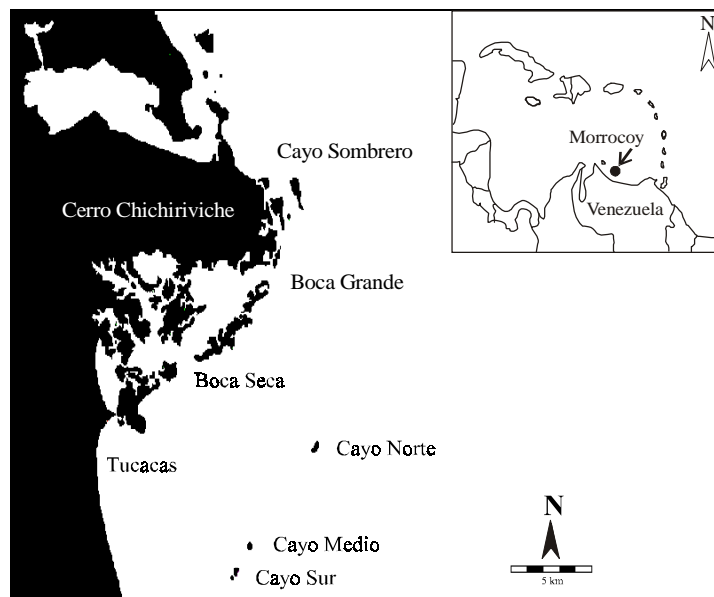 N
Morrocoy
Venezuela
Cayo Sombrero
Cerro Chichiriviche
Boca Grande
Boca Seca
Cayo Norte
Tucacas
N
Cayo Medio
Cayo Sur
5 km